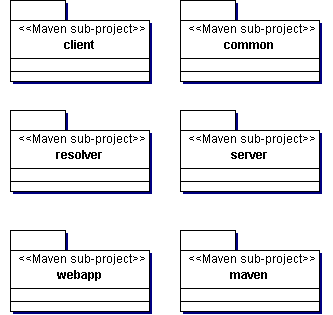 <<Maven sub-project>>
client
<<Maven sub-project>>
common
<<Maven sub-project>>
resolver
<<Maven sub-project>>
server
<<Maven sub-project>>
webapp
<<Maven sub-project>>
maven